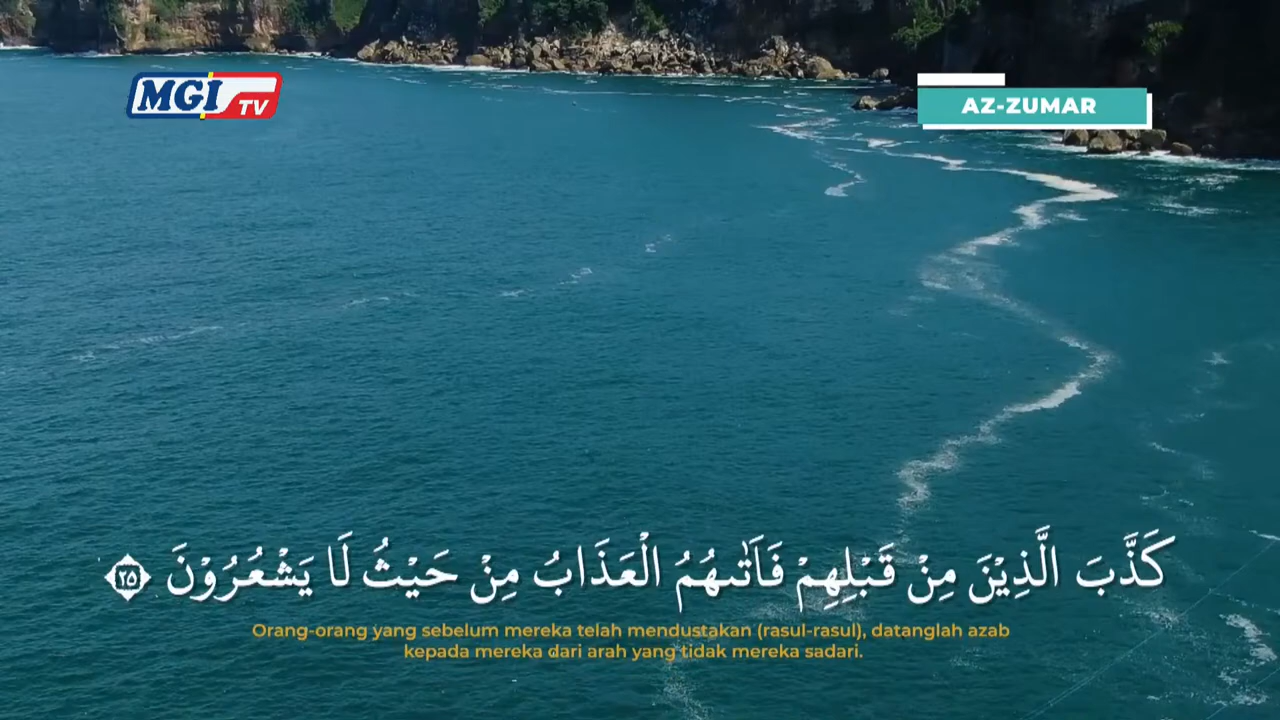 MGI TV
AZ-ZUMAR
كَذَّبَ الَّذِيْنَ مِنْ قَبْلِهِمْ فَاَتٰىهُمُ الْعَذَابُ مِنْ حَيْثُ لَا يَشْعُرُوْنَ ٢٥
Orang-orang yang sebelum mereka telah mendustakan (rasul-rasul), datanglah azab
kepada mereka dari arah yang tidak mereka sadari.